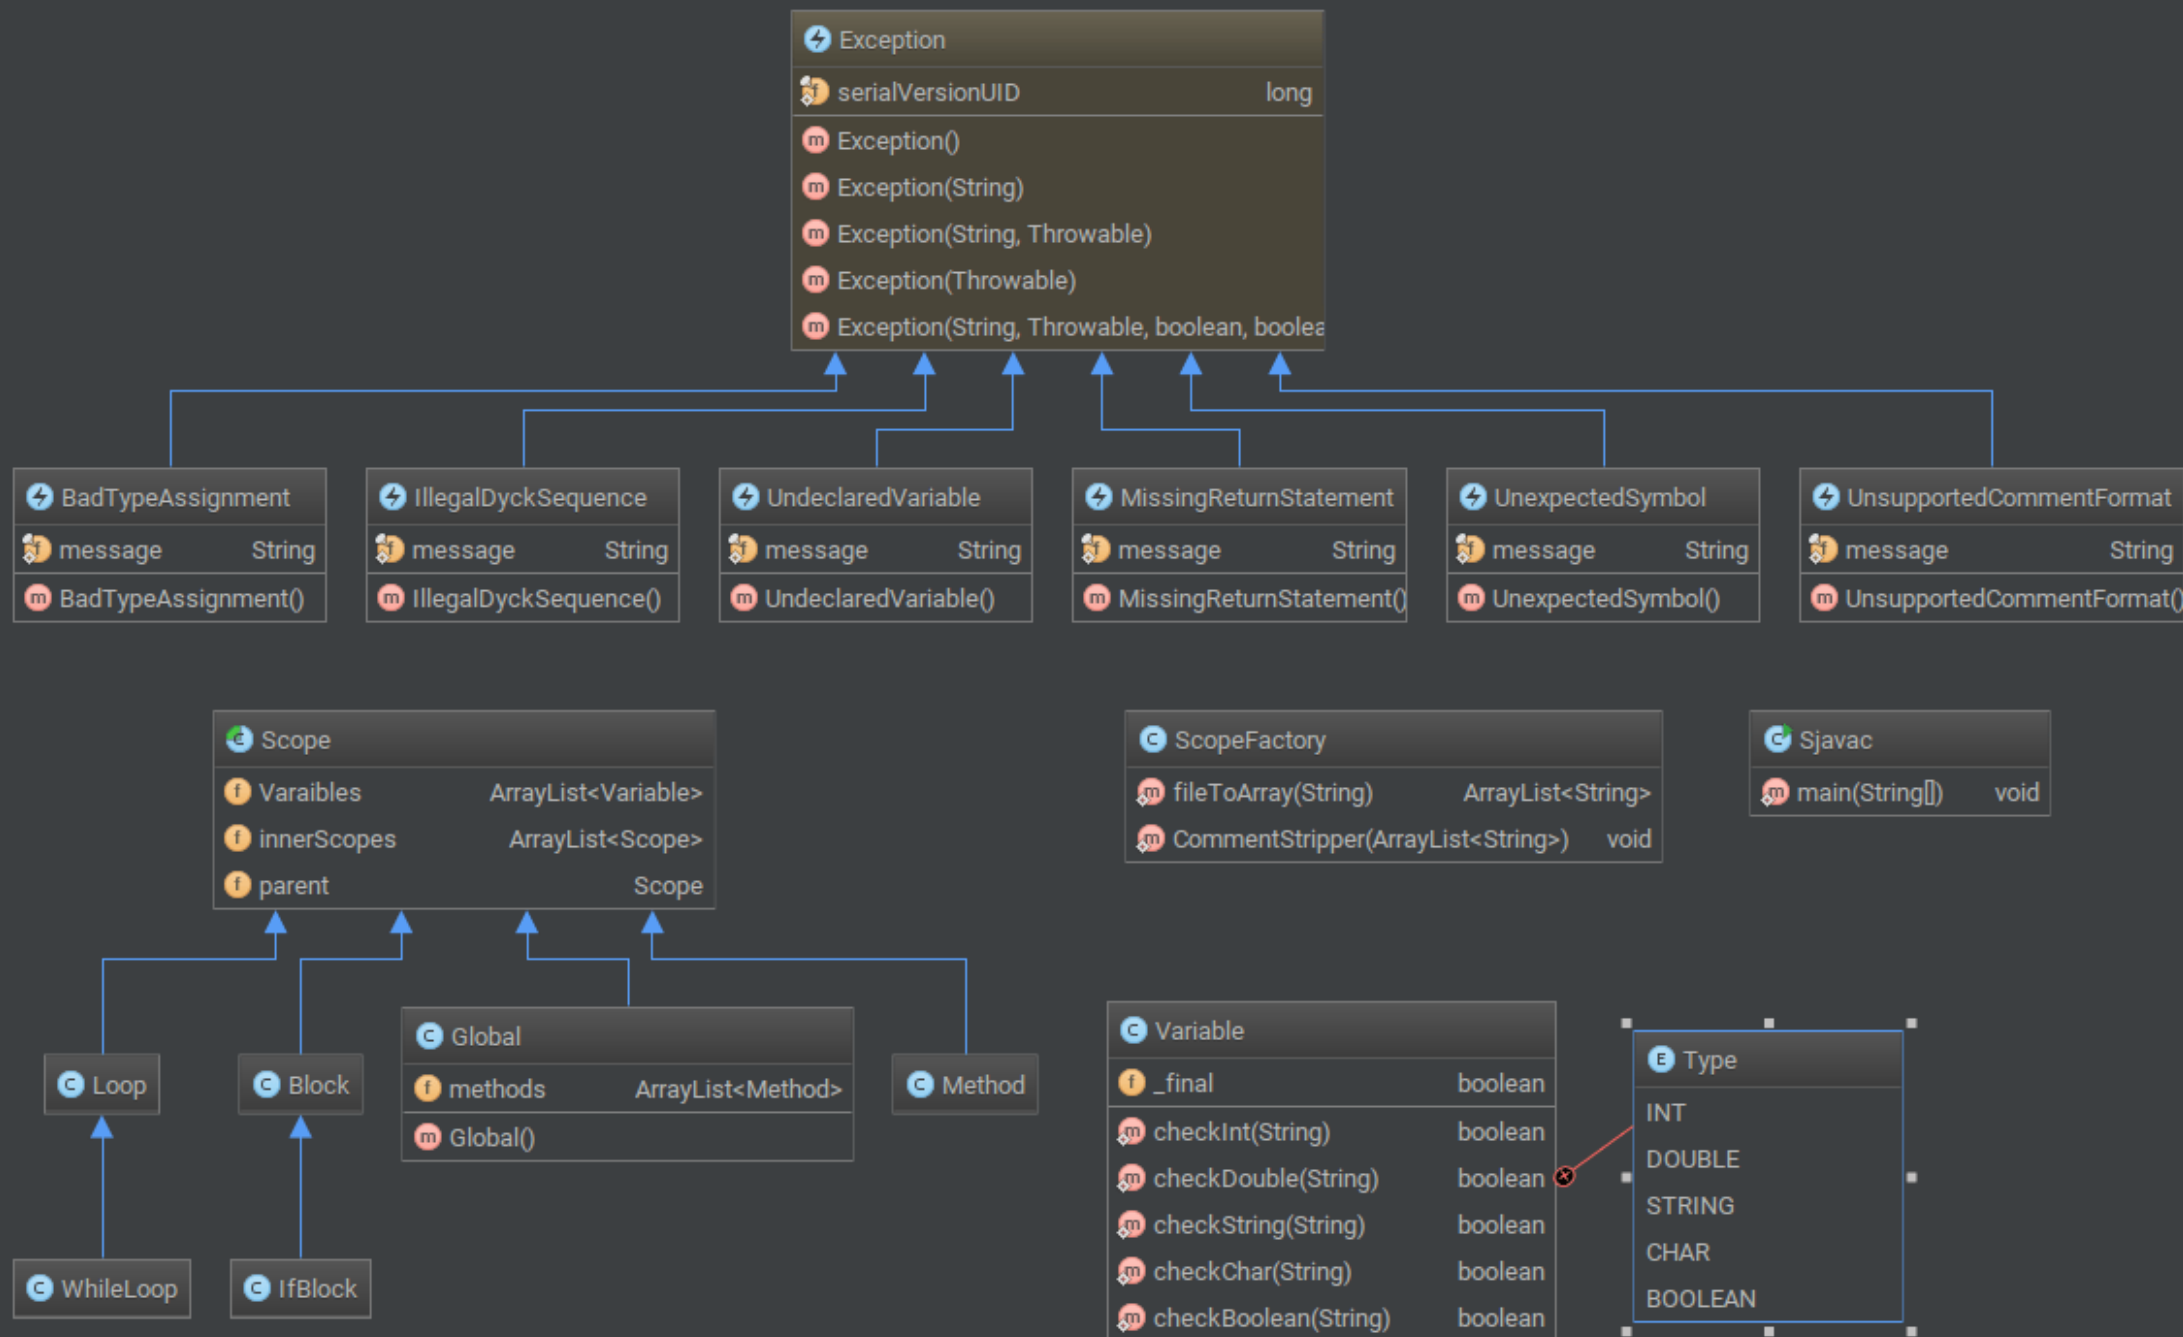 Exception
serialVersionUID long
Exception()
Exception(String)
Exception(String, Throwable)
Exception(Throwable)
Exception(String, Throwable, boolean, boolea
BadTypeAssignment
message String
BadTypeAssignment()
IllegalDyckSequence
message String
IllegalDyckSequence()
UndeclaredVariable
message String
UndeclaredVariable()
MissingReturnStatement
message String
MissingReturnStatement()
UnexpectedSymbol
message String
UnexpectedSymbol()
UnsupportedCommentFormat
message String
UnsupportedCommentFormat()
Scope
Varaibles ArrayList<Variable>
innerScopes ArrayList<Scope>
parent Scope
ScopeFactory
fileToArray(String) ArrayList<String>
CommentStripper(ArrayList<String>) void
Sjavac
main(String[]) void
Loop
Block
Global
methods ArrayList<Method>
Global()
Method
WhileLoop
IfBlock
Variable
_final boolean
checkInt(String) boolean
checkDouble(String) boolean
checkString(String) boolean
checkChar(String) boolean
checkBoolean(String) boolean
Type
INT
DOUBLE
STRING
CHAR
BOOLEAN